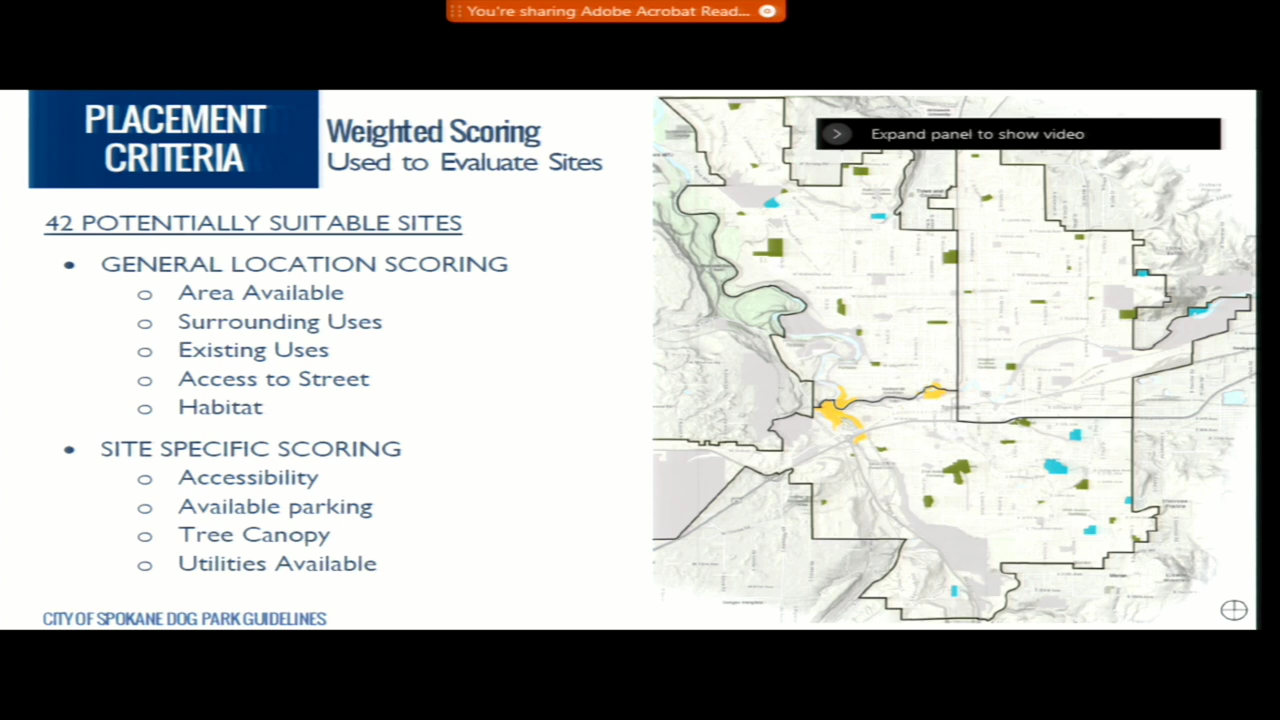 You're sharing Adobe Acrobat Read...
PLACEMENT
CRITERIA
Weighted Scoring
Used to Evaluate Sites
Expand panel to show video
42 POTENTIALLY SUITABLE SITES
• GENERAL LOCATION SCORING
o Area Available
o Surrounding Uses
o Existing Uses
o Access to Street
o Habitat
• SITE SPECIFIC SCORING
o Accessibility
o Available parking
o Tree Canopy
o Utilities Available
CITY OF SPOKANE DOG PARK GUIDELINES